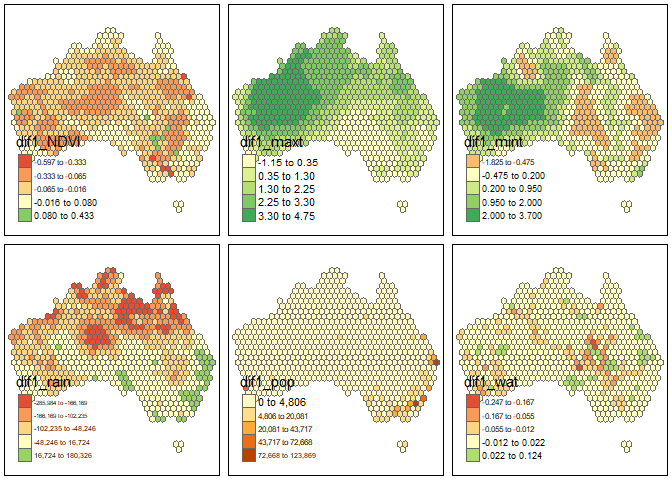 dif1_NDVI
-0.597 to -0.333
-0.333 to -0.065
-0.065 to -0.016
-0.016 to 0.080
0.080 to 0.433
dif1_maxt
-1.15 to 0.35
0.35 to 1.30
1.30 to 2.25
2.25 to 3.30
3.30 to 4.75
dif1_mint
-1.825 to -0.475
-0.475 to 0.200
0.200 to 0.950
0.950 to 2.000
2.000 to 3.700
dif1_rain
-285,984 to -166,169
-166,169 to -102,235
-102,235 to -48,246
-48,246 to 16,724
16,724 to 180,326
dif1_pop
0 to 4,806
4,806 to 20,081
20,081 to 43,717
43,717 to 72,668
72,668 to 123,869
dif1_wat
-0.247 to -0.167
-0.167 to -0.055
-0.055 to -0.012
-0.012 to 0.022
0.022 to 0.124